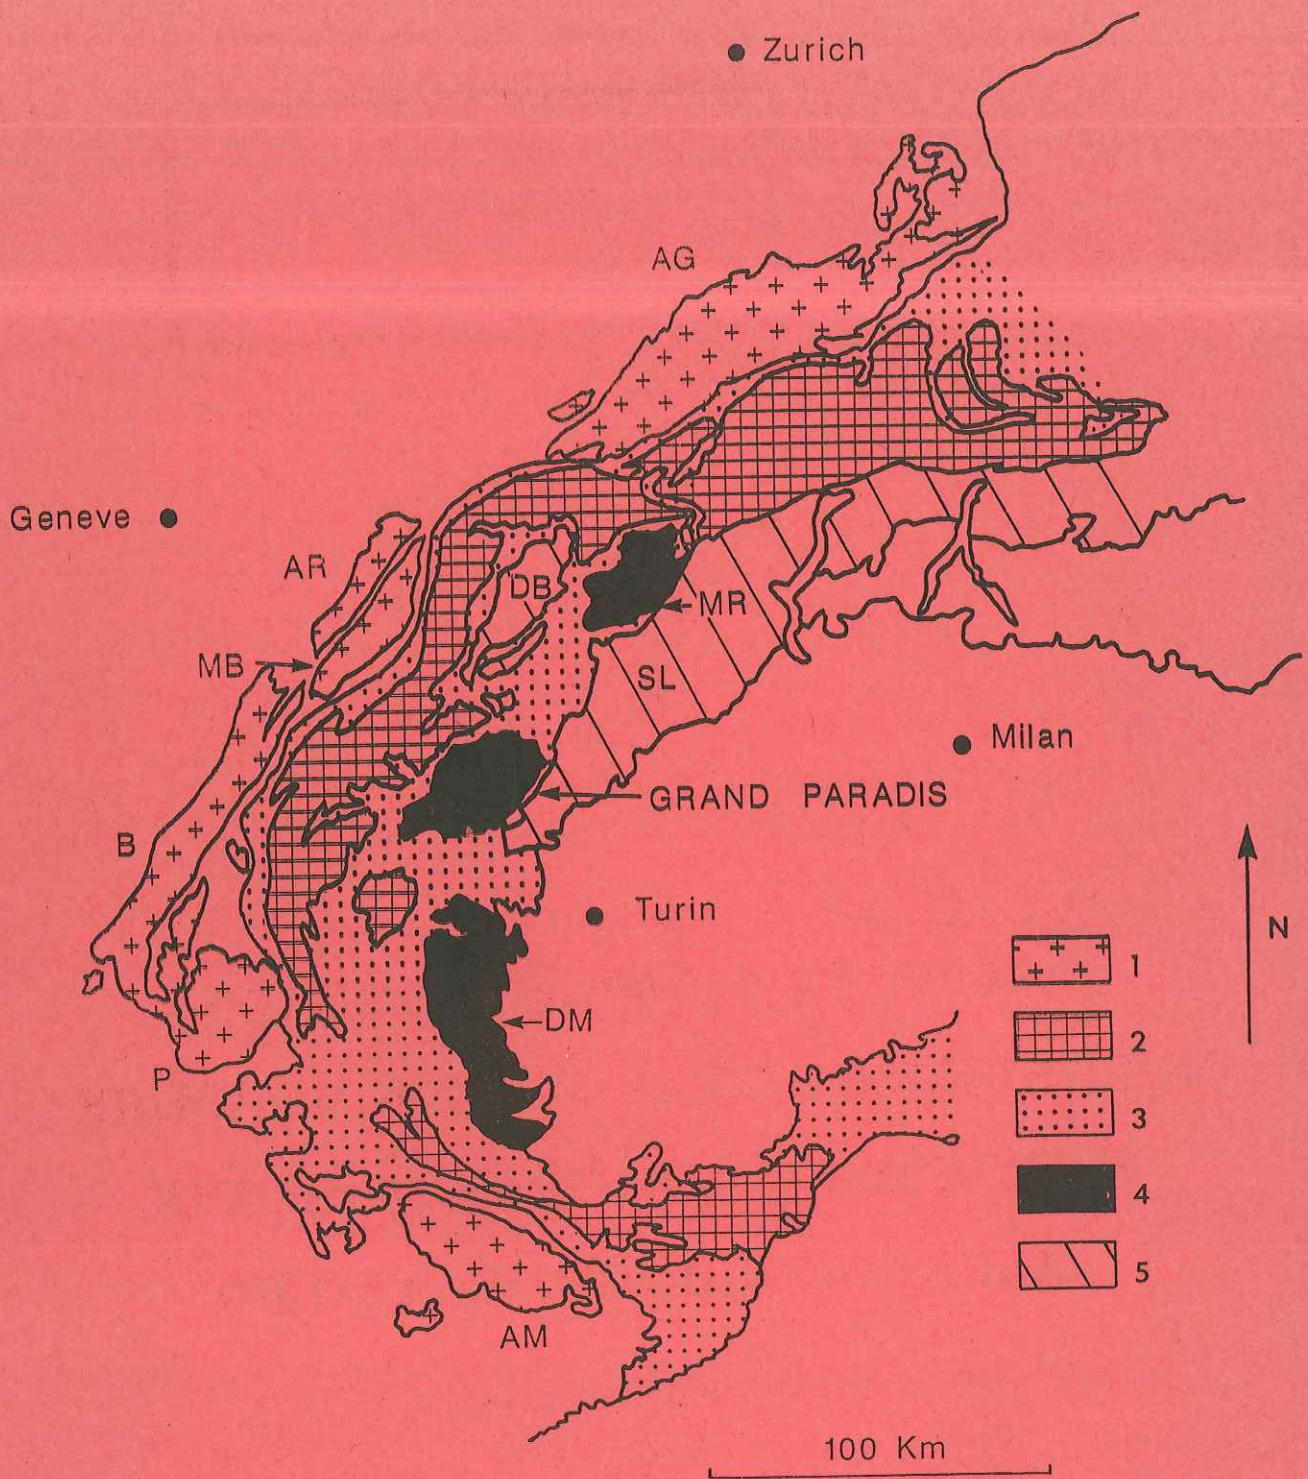 Zurich
AG
Geneve
AR
DB
MR
MB
SL
Milan
GRAND PARADIS
B
Turin
N
1
DM
2
P
3
4
5
AM
100 Km